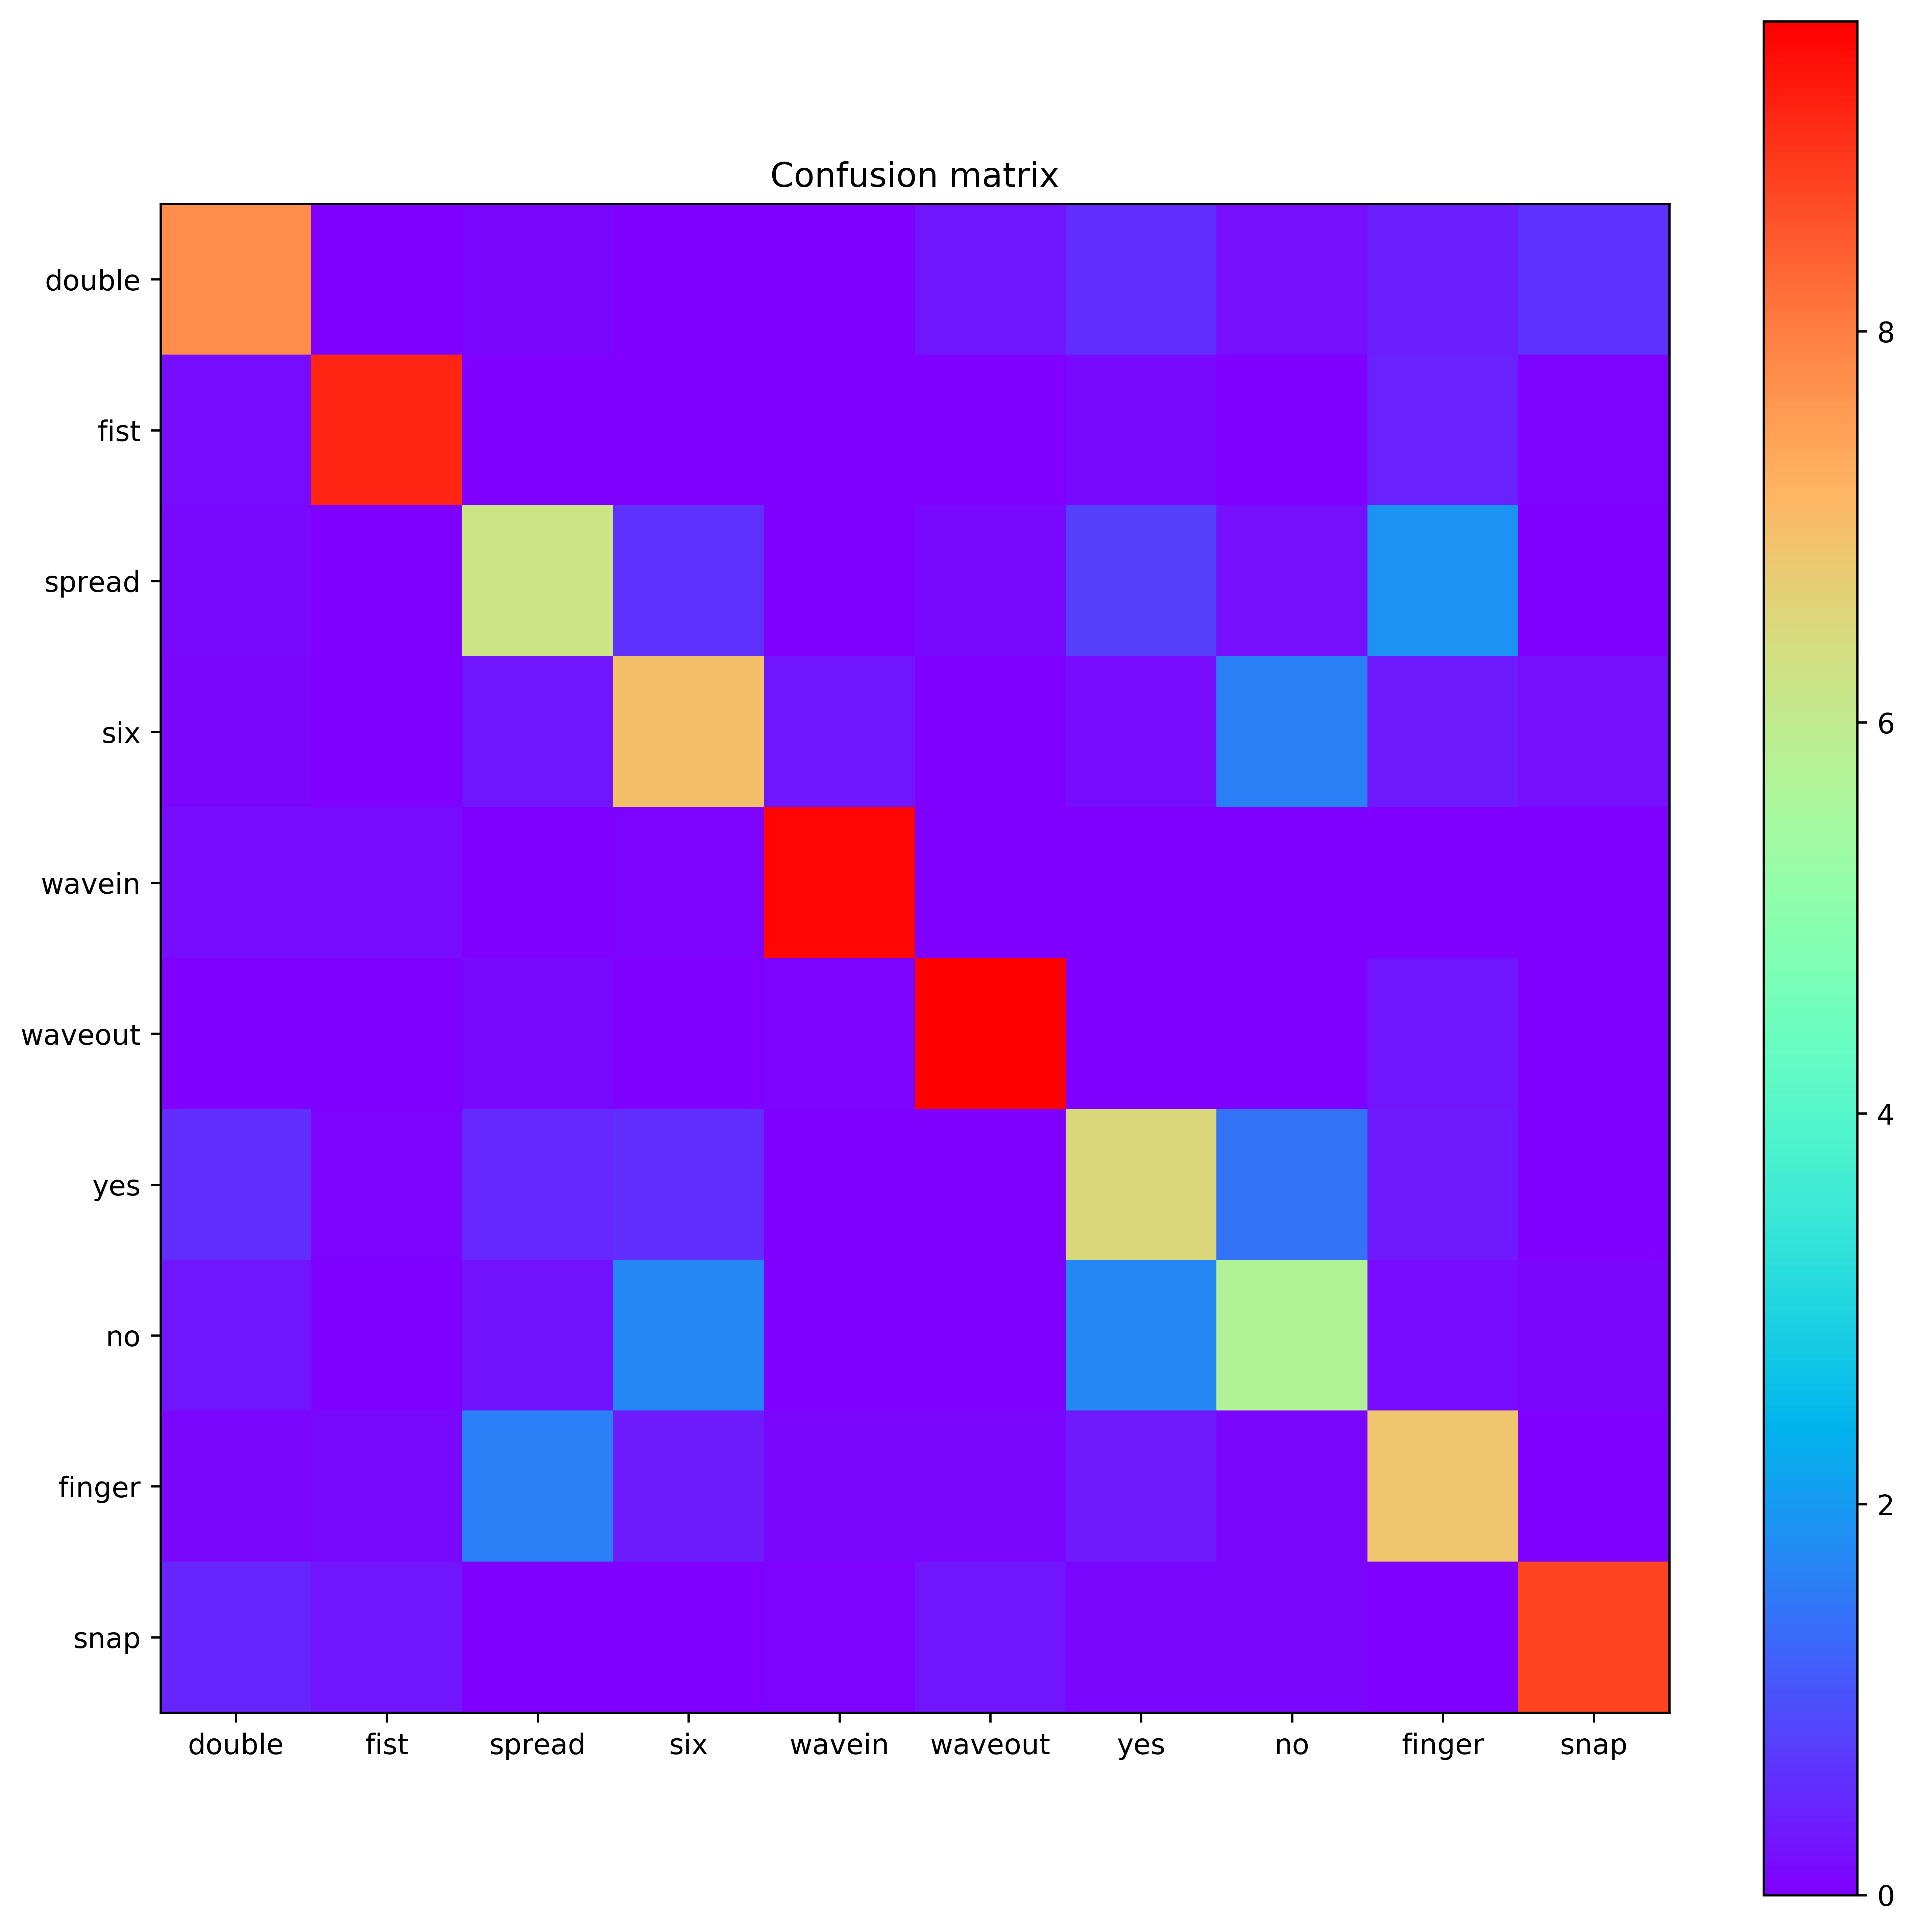 Confusion matrix
double
fist
spread
six
wavein
waveout
yes
no
finger
snap
double fist spread six wavein waveout yes no finger snap
8
6
4
2
0